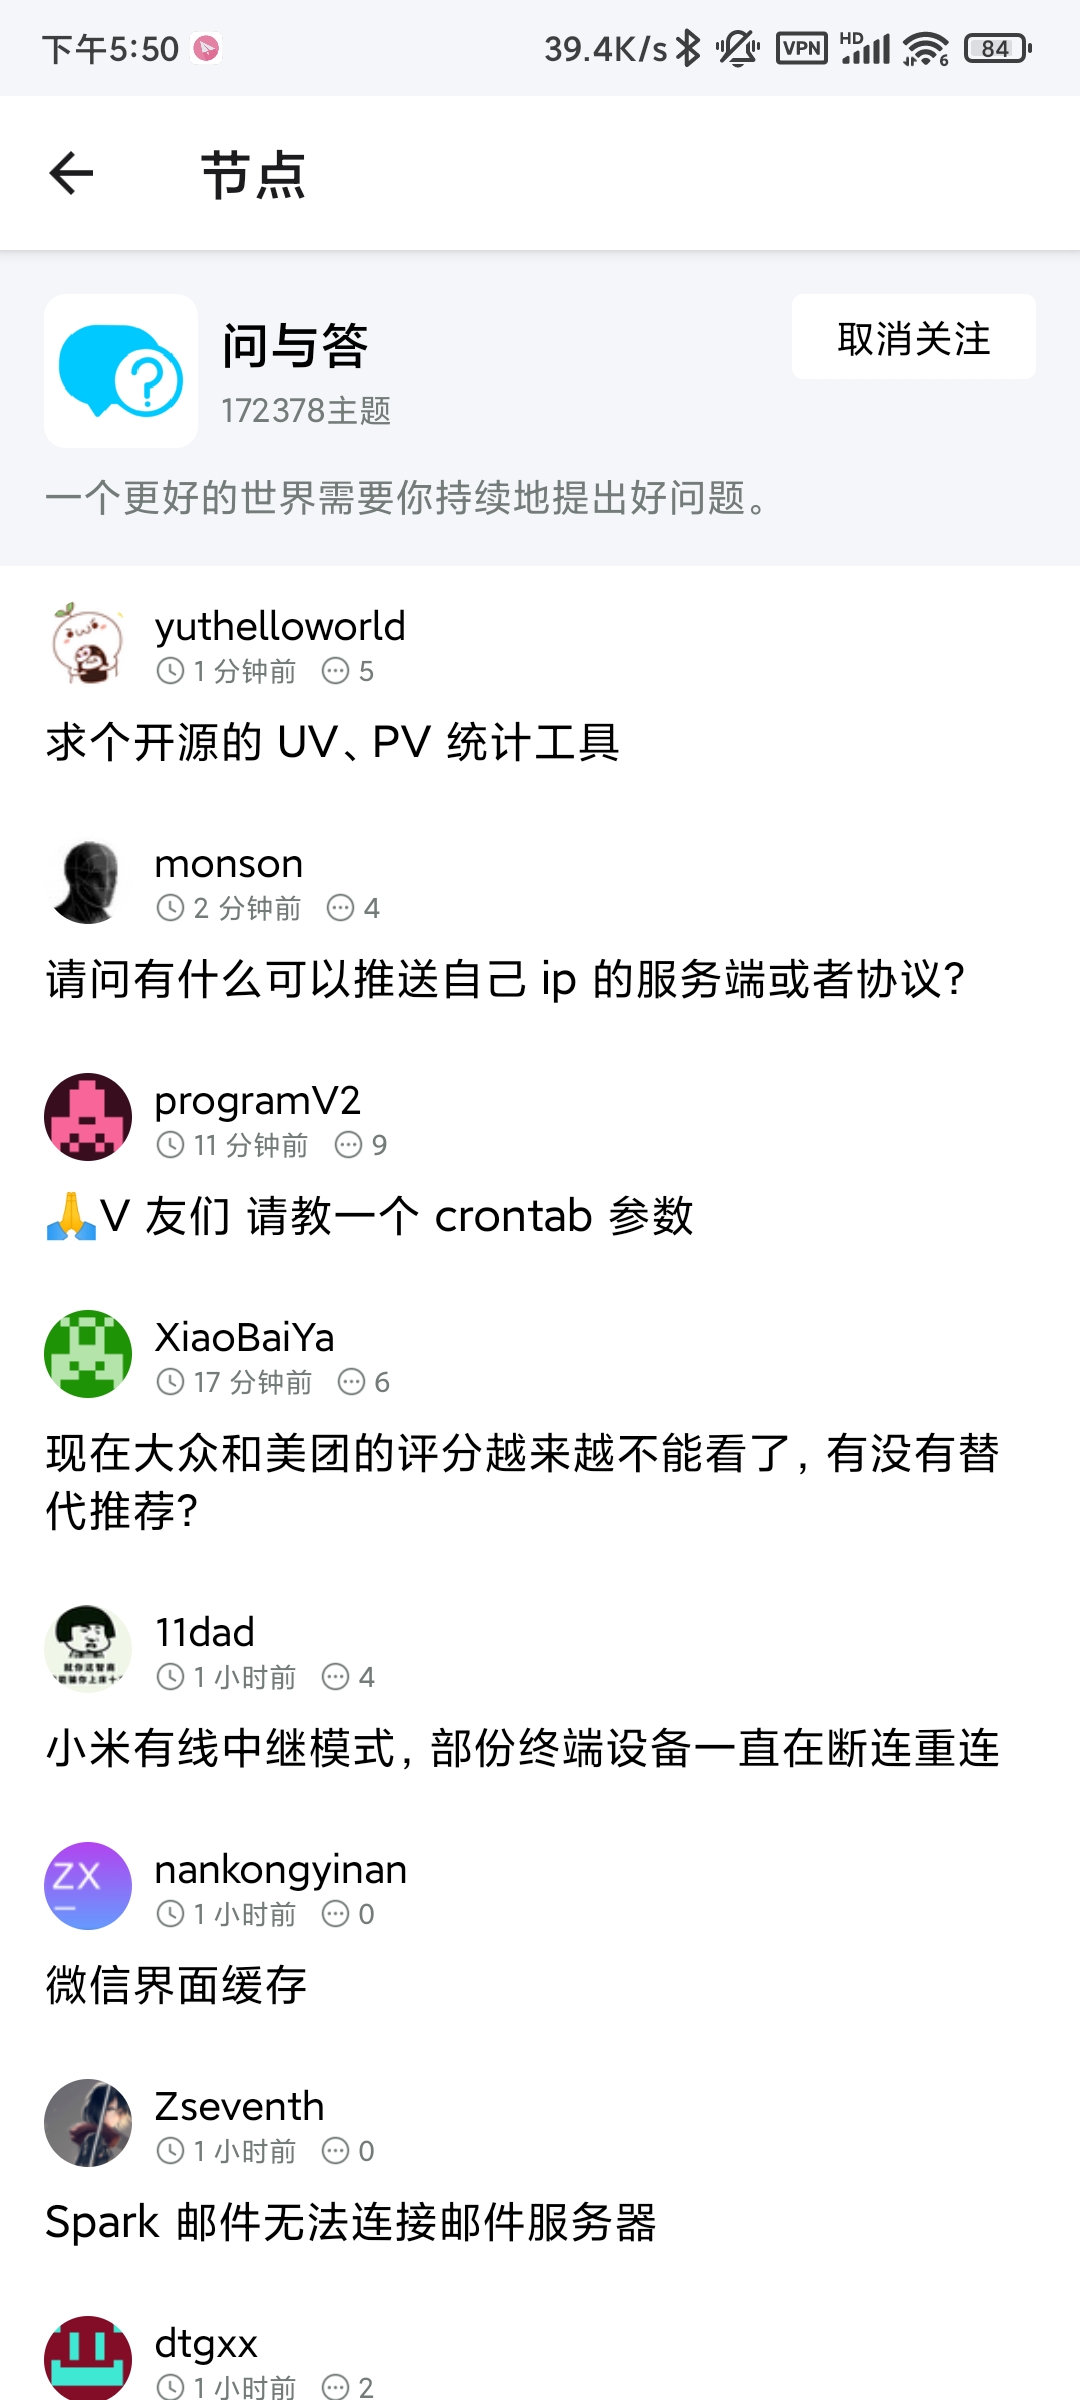 下午5:50 39.4K/s VPN HD 6 84
节点
问与答
取消关注
172378主题
一个更好的世界需要你持续地提出好问题。
yuthelloworld
1 分钟前 5
求个开源的 UV、PV 统计工具
monson
2 分钟前 4
请问有什么可以推送自己 ip 的服务端或者协议?
programV2
11 分钟前 9
🙏V 友们 请教一个 crontab 参数
XiaoBaiYa
17 分钟前 6
现在大众和美团的评分越来越不能看了, 有没有替
代推荐?
11dad
1 小时前 4
小米有线中继模式, 部份终端设备一直在断连重连
ZX
nankongyinan
1 小时前 0
微信界面缓存
Zseventh
1 小时前 0
Spark 邮件无法连接邮件服务器
dtgxx
1 小时前 2